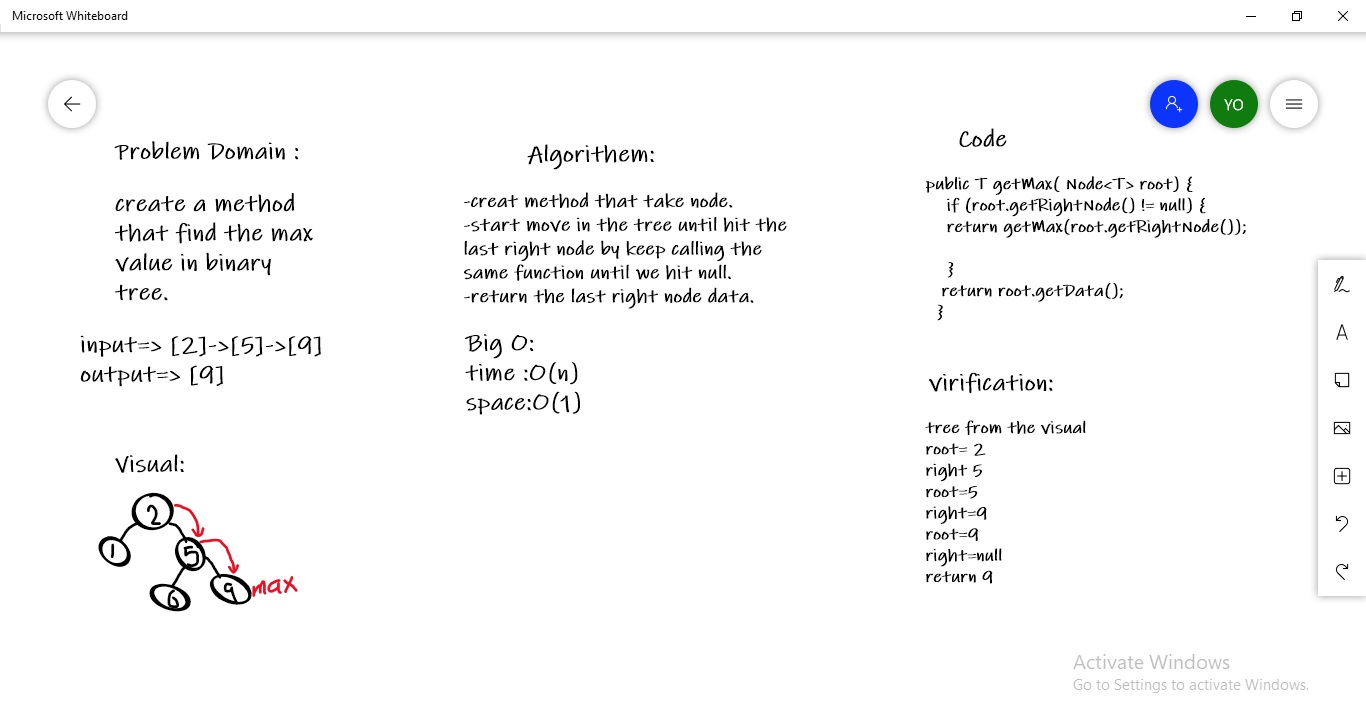 Microsoft Whiteboard
YO
Problem Domain :
create a method
that find the max
value in binary
tree.
input=> [2]->[5]->[9]
output=> [9]
Visual:
2
1
5
6
9
max
Algorithem:
-creat method that take node.
-start move in the tree until hit the
last right node by keep calling the
same function until we hit null.
-return the last right node data.
Big O:
time :O(n)
space:O(1)
Code
public T getMax( Node<T> root) {
if (root.getRightNode() != null) {
return getMax(root.getRightNode());
}
return root.getData();
}
virification:
tree from the visual
root= 2
right 5
root=5
right=9
root=9
right=null
return 9
A
Activate Windows
Go to Settings to activate Windows.